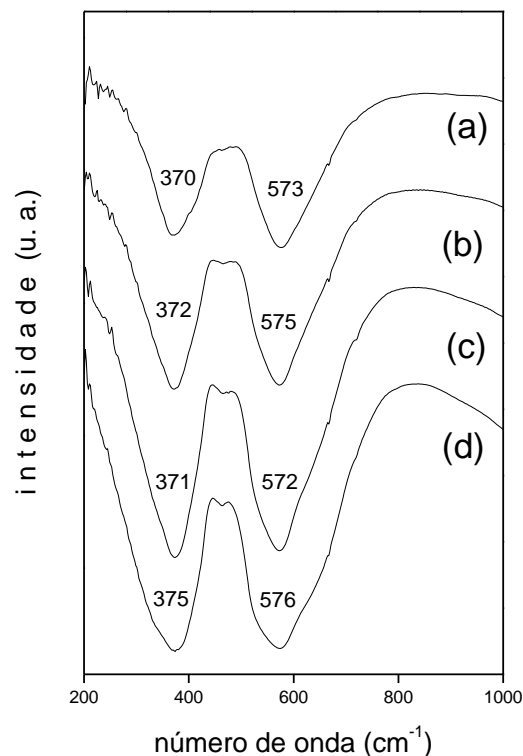 intensidade (u. a.)
(a)
370
573
(b)
372
575
(c)
371
572
(d)
375
576
200
400
600
800
1000
número de onda (cm⁻¹)